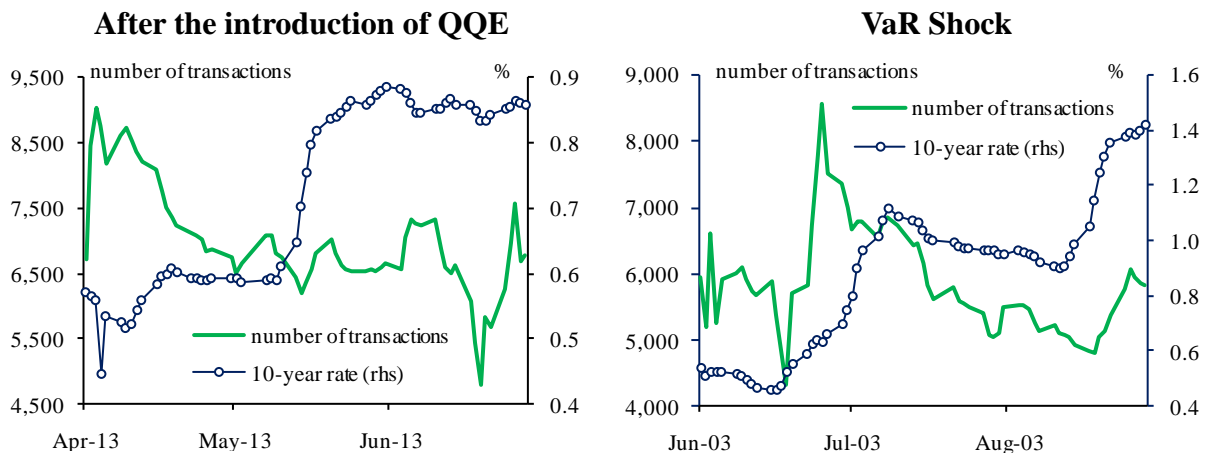 After the introduction of QQE
number of transactions
%
9,500
8,500
7,500
6,500
5,500
4,500
0.9
0.8
0.7
0.6
0.5
0.4
number of transactions
10-year rate (rhs)
Apr-13
May-13
Jun-13
VaR Shock
number of transactions
%
9,000
8,000
7,000
6,000
5,000
4,000
1.6
1.4
1.2
1.0
0.8
0.6
0.4
number of transactions
10-year rate (rhs)
Jun-03
Jul-03
Aug-03